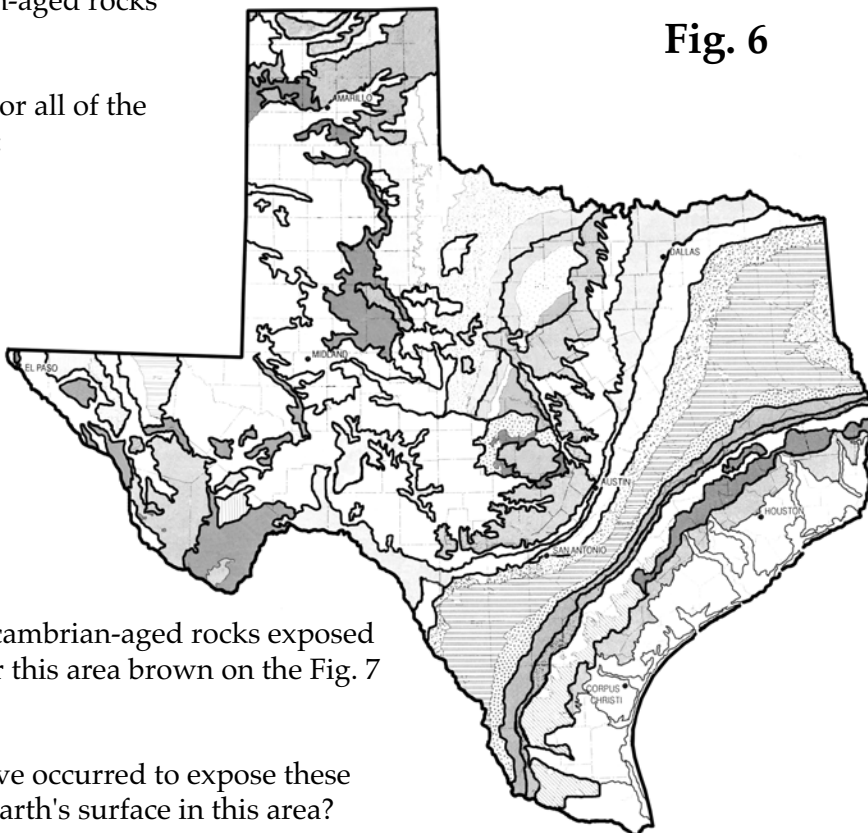 n-aged rocks
Fig. 6
or all of the
AMARILLO
DALLAS
MIDLAND
EL PASO
AUSTIN
HOUSTON
SAN ANTONIO
cambrian-aged rocks exposed
r this area brown on the Fig. 7
CORPUS
CHRISTI
ve occurred to expose these
arth's surface in this area?